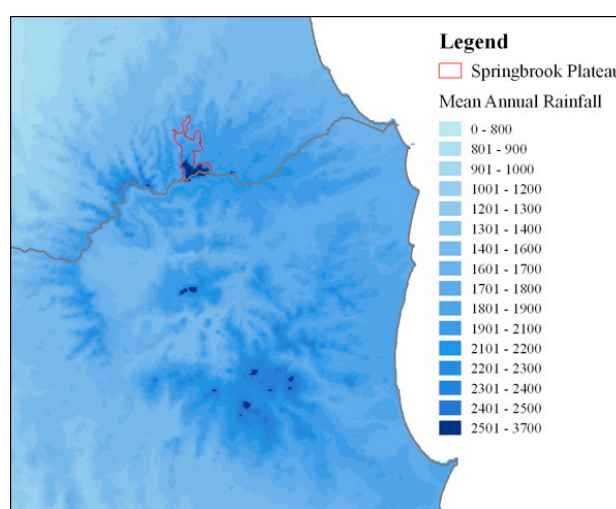 Legend
Springbrook Plateau
Mean Annual Rainfall
0 - 800
801 - 900
901 - 1000
1001 - 1200
1201 - 1300
1301 - 1400
1401 - 1600
1601 - 1700
1701 - 1800
1801 - 1900
1901 - 2100
2101 - 2200
2201 - 2300
2301 - 2400
2401 - 2500
2501 - 3700